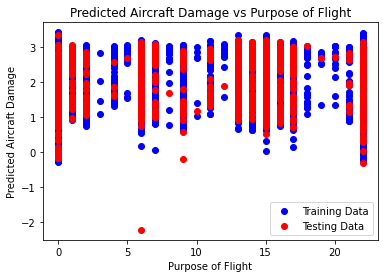 Predicted Aircraft Damage vs Purpose of Flight
Predicted Aircraft Damage
3
2
1
0
−1
−2
0
5
10
15
20
Purpose of Flight
Training Data
Testing Data